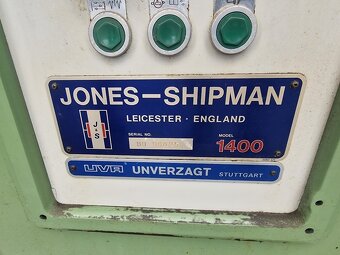 JONES-SHIPMAN
LEICESTER · ENGLAND
J
S
SERIAL NO.
MODEL
1400
UVA UNVERZAGT STUTTGART